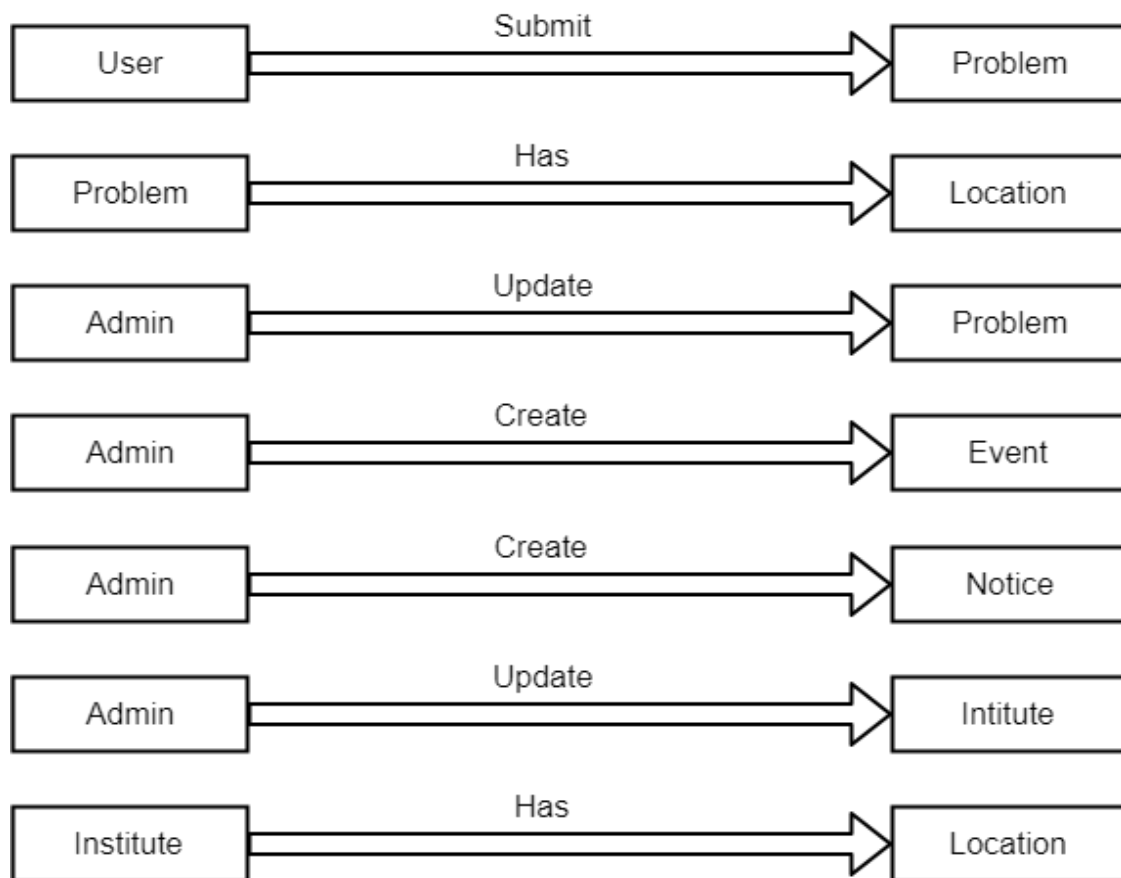 Submit
User Problem
Has
Problem Location
Update
Admin Problem
Create
Admin Event
Create
Admin Notice
Update
Admin Intitute
Has
Institute Location